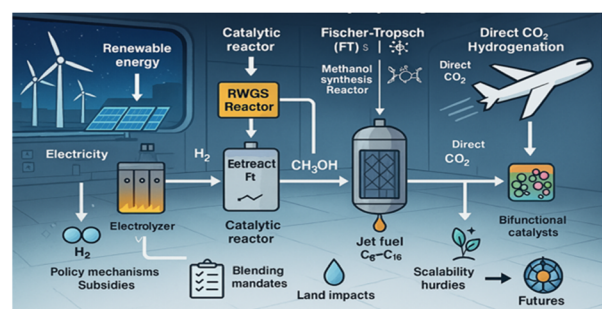 Renewable
energy
Catalytic
reactor
Fischer-Tropsch
(FT) S
Direct CO2
Hydrogenation
RWGS
Reactor
Methanol
synthesis
Reactor
Direct
CO2
Electricity
H2
Eetreact
Ft
CH3OH
Direct
CO2
Electrolyzer
Catalytic
reactor
Jet fuel
C6–C16
Bifunctional
catalysts
H2
Policy mechanisms
Subsidies
Blending
mandates
Land impacts
Scalability
hurdies
Futures